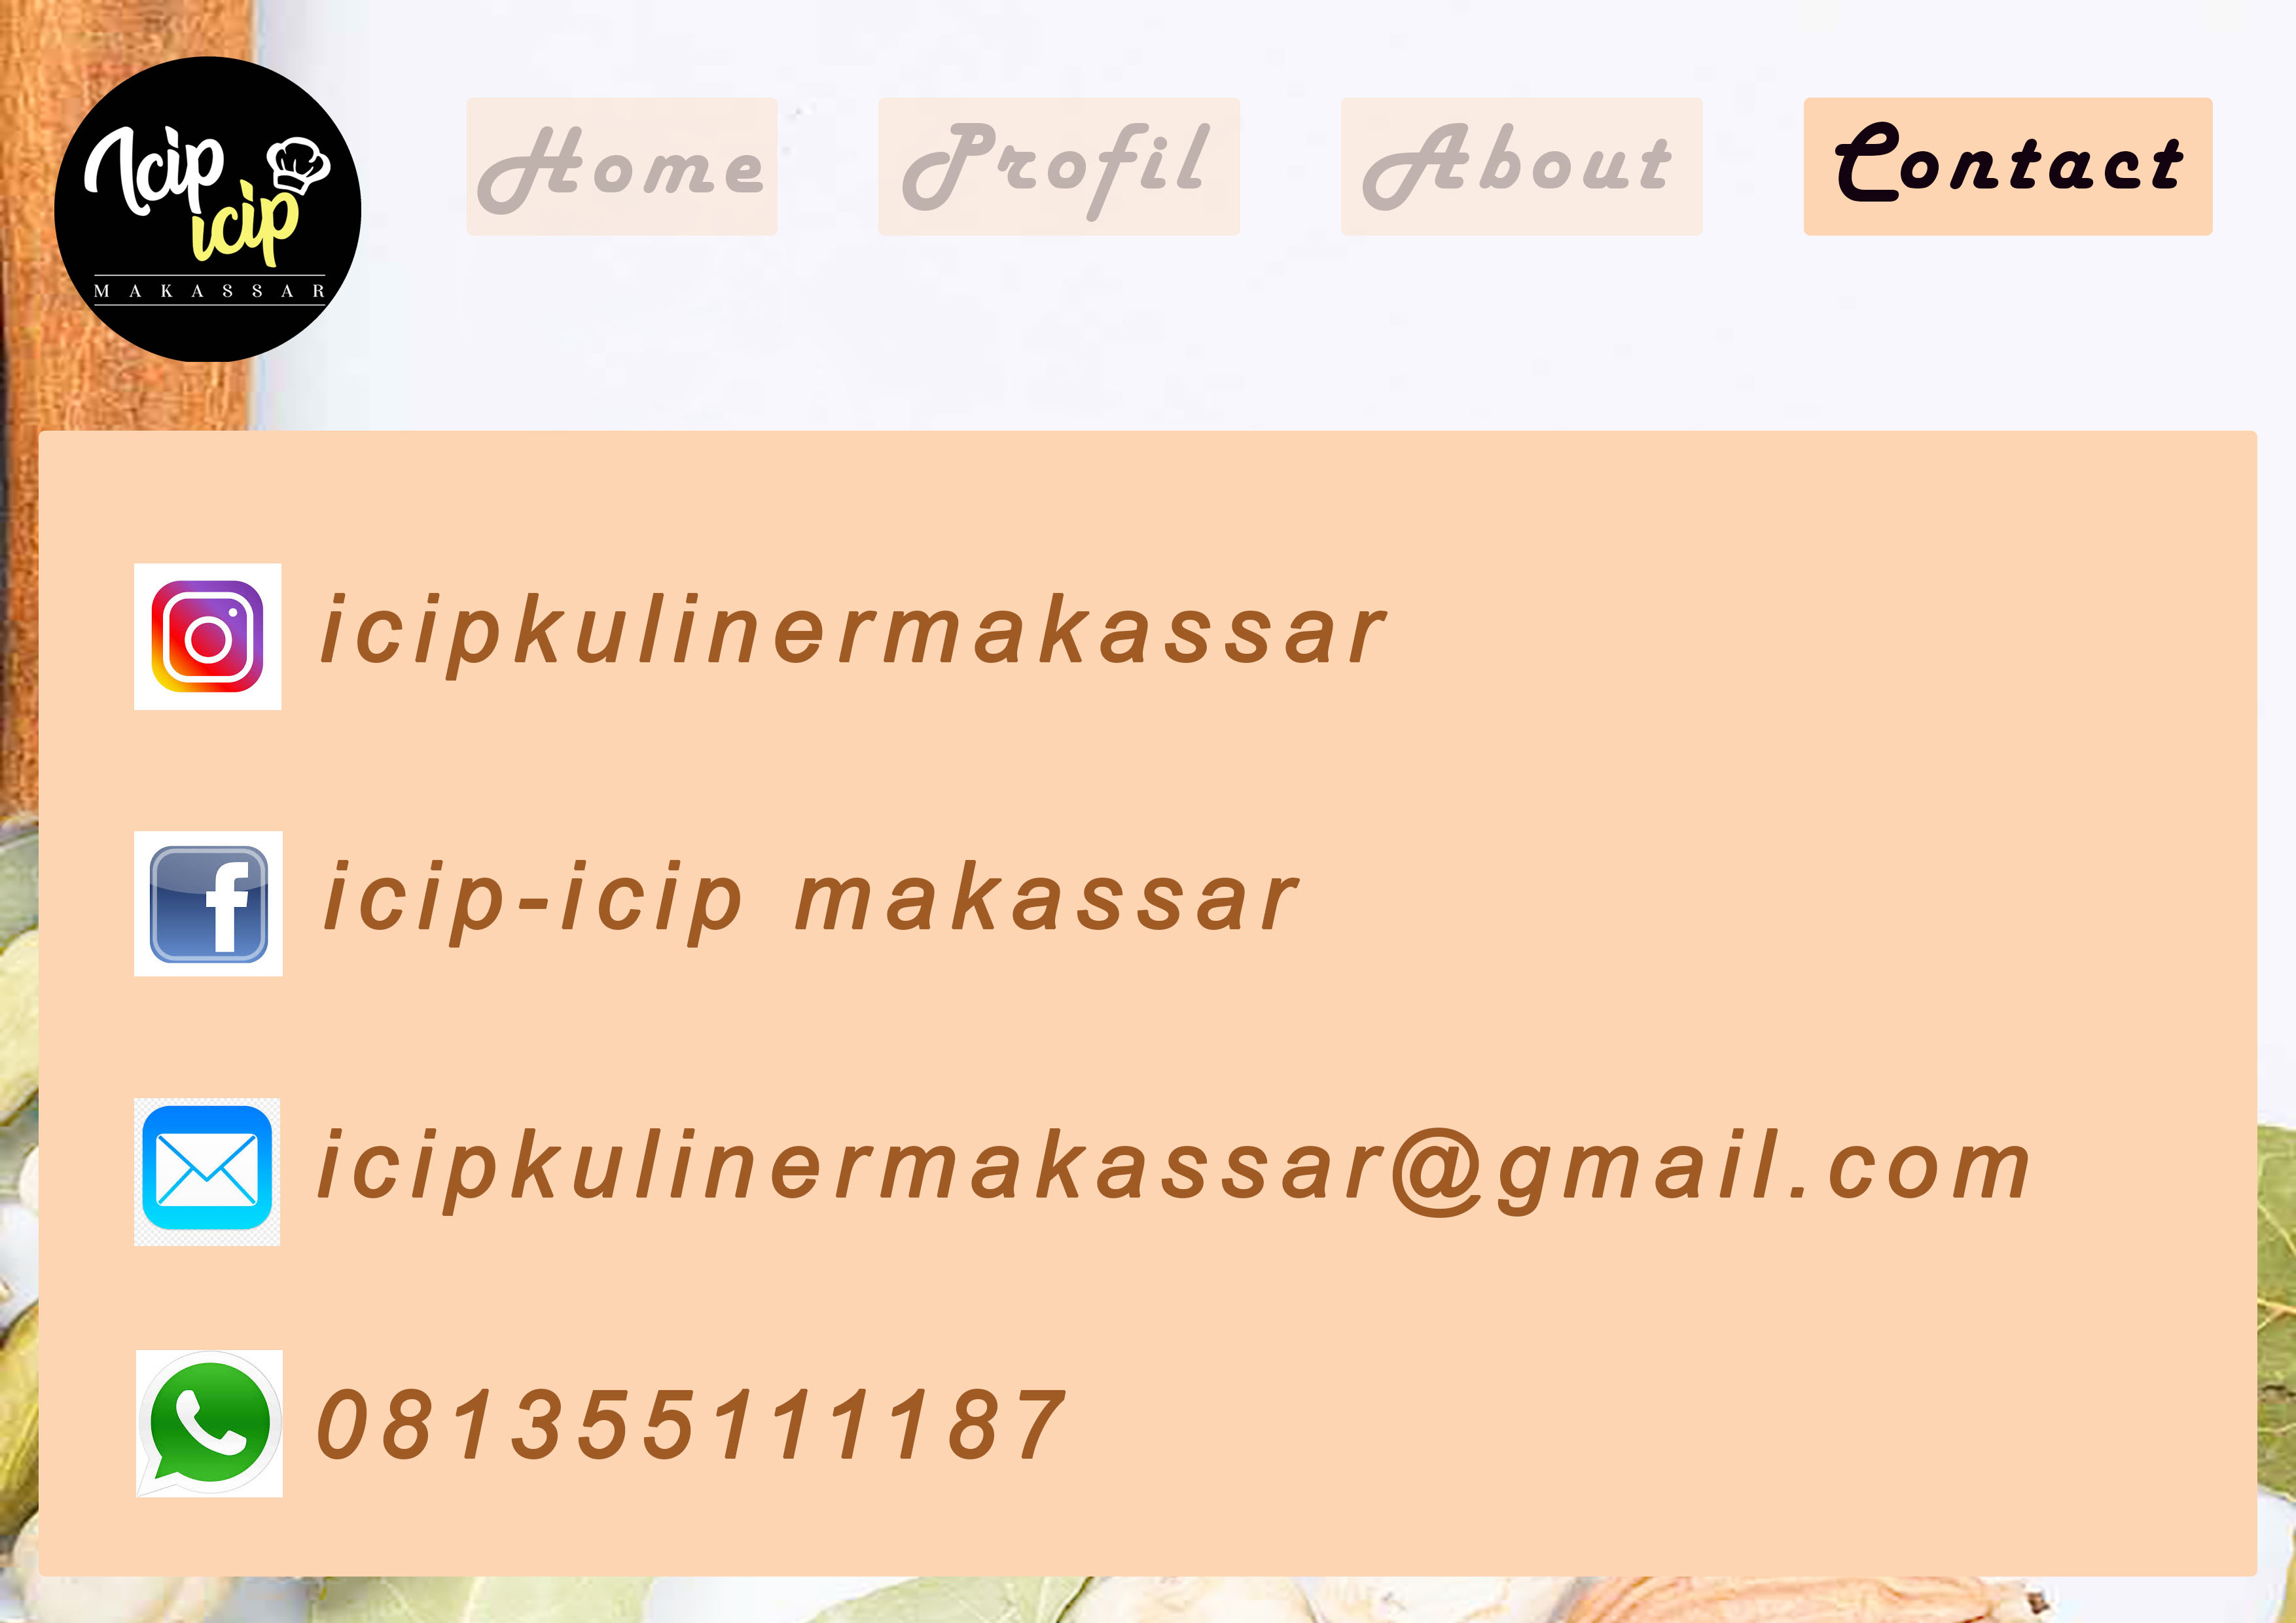 Icip
icip
MAKASSAR
Home Profil About Contact
icipkulinermakassar
icip-icip makassar
icipkulinermakassar@gmail.com
081355111187